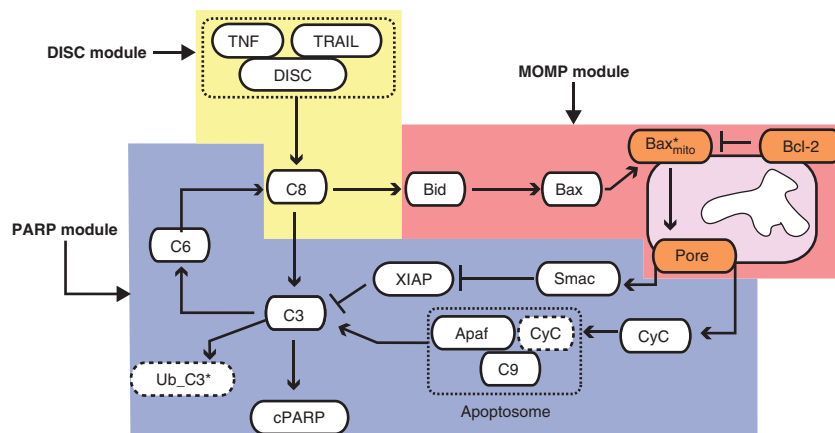 TNF
TRAIL
DISC module
DISC
MOMP module
Bax*mito
Bcl-2
C8
Bid
Bax
PARP module
C6
Pore
XIAP
Smac
C3
Apaf
CyC
CyC
C9
Ub_C3*
Apoptosome
cPARP